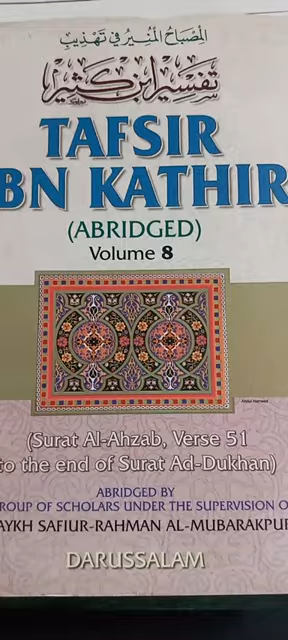 المصباح المنير في تهذيب
تفسير ابن كثير
TAFSIR
BN KATHIR
(ABRIDGED)
Volume 8
(Surat Al-Ahzab, Verse 51
to the end of Surat Ad-Dukhan)
ABRIDGED BY
ROUP OF SCHOLARS UNDER THE SUPERVISION O
AYKH SAFIUR-RAHMAN AL-MUBARAKPUR
DARUSSALAM